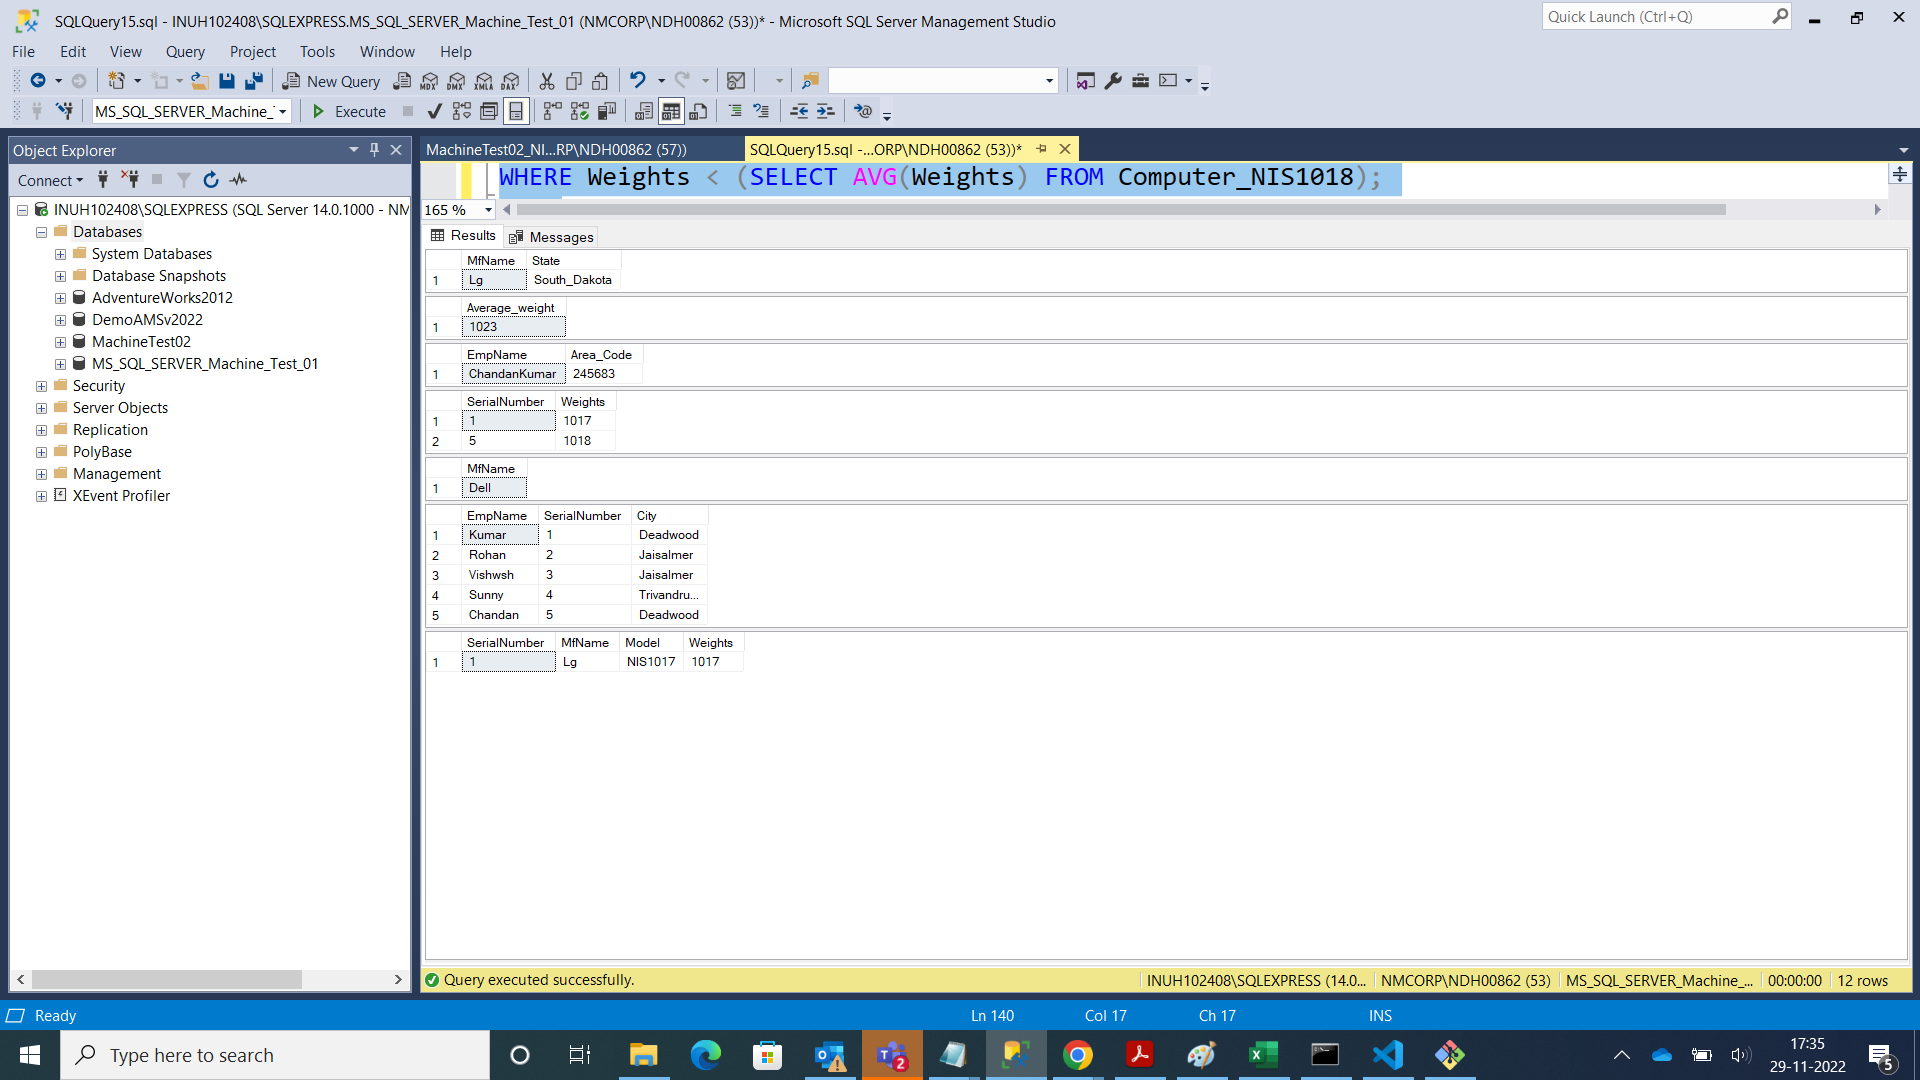 SQLQuery15.sql - INUH102408\SQLEXPRESS.MS_SQL_SERVER_Machine_Test_01 (NMCORP\NDH00862 (53))* - Microsoft SQL Server Management Studio
Quick Launch (Ctrl+Q)
File Edit View Query Project Tools Window Help
New Query MDX DMX XMLA DAX
MS_SQL_SERVER_Machine_ Execute
Object Explorer
MachineTest02_NI...RP\NDH00862 (57))
SQLQuery15.sql -...ORP\NDH00862 (53))*
Connect
WHERE Weights < (SELECT AVG(Weights) FROM Computer_NIS1018);
165 %
INUH102408\SQLEXPRESS (SQL Server 14.0.1000 - NM
Databases
System Databases
Database Snapshots
AdventureWorks2012
DemoAMSv2022
MachineTest02
MS_SQL_SERVER_Machine_Test_01
Security
Server Objects
Replication
PolyBase
Management
XEvent Profiler
Results Messages
MfName State
1 Lg South_Dakota
Average_weight
1 1023
EmpName Area_Code
1 ChandanKumar 245683
SerialNumber Weights
1 1 1017
2 5 1018
MfName
1 Dell
EmpName SerialNumber City
1 Kumar 1 Deadwood
2 Rohan 2 Jaisalmer
3 Vishwsh 3 Jaisalmer
4 Sunny 4 Trivandru...
5 Chandan 5 Deadwood
SerialNumber MfName Model Weights
1 1 Lg NIS1017 1017
Query executed successfully.
INUH102408\SQLEXPRESS (14.0... NMCORP\NDH00862 (53) MS_SQL_SERVER_Machine_... 00:00:00 12 rows
Ready Ln 140 Col 17 Ch 17 INS
Type here to search
2
17:35
29-11-2022
5